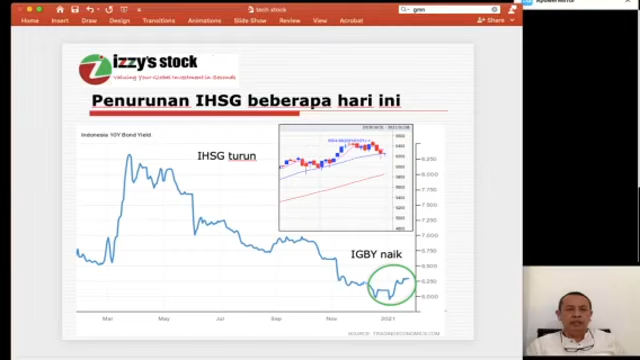 tech-stock
gmn
Home
Insert
Draw
Design
Transitions
Animations
Slide Show
Review
View
Acrobat
Share
izzy's stock
Valuing Your Global Investment in Seconds
Penurunan IHSG beberapa hari ini
Indonesia 10Y Bond Yield
IHSG turun
IGBY naik
8.250
8.000
7.750
7.500
7.250
7.000
6.750
6.500
6.250
6.000
Mar
May
Jul
Sep
Nov
2021
SOURCE: TRADINGECONOMICS.COM